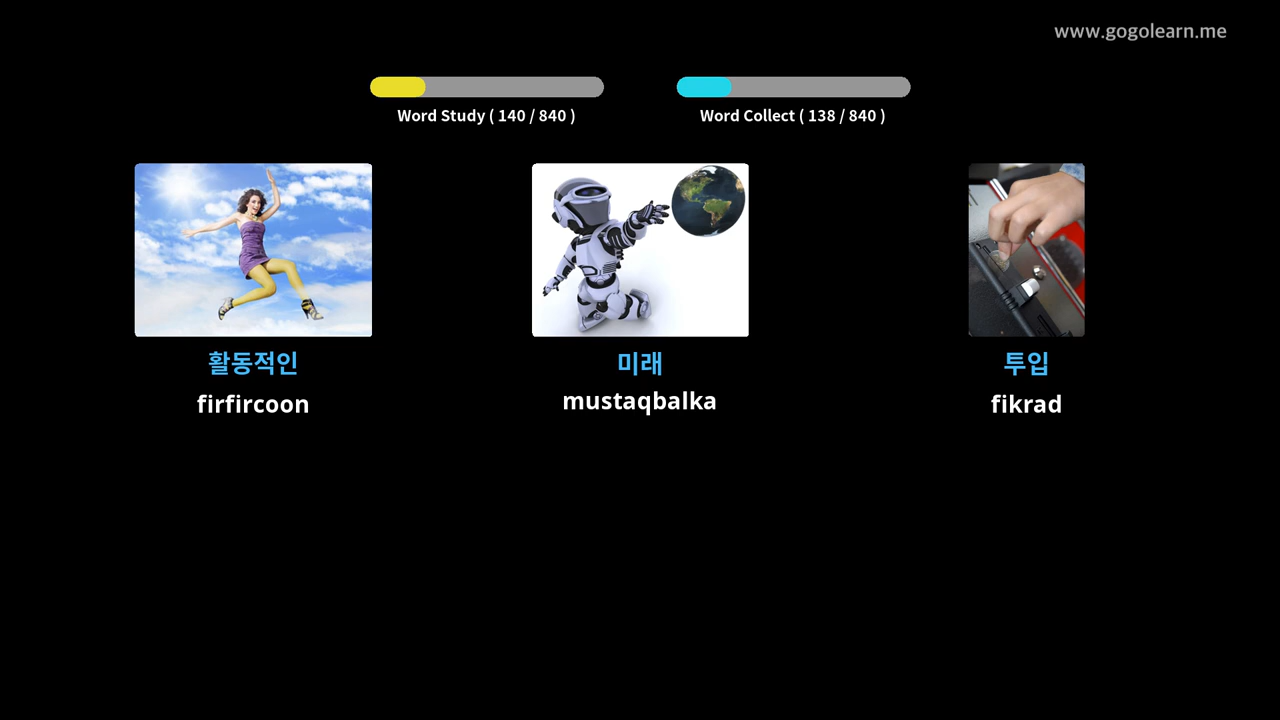 www.gogolearn.me
Word Study ( 140 / 840 )
Word Collect ( 138 / 840 )
활동적인
firfircoon
미래
mustaqbalka
투입
fikrad